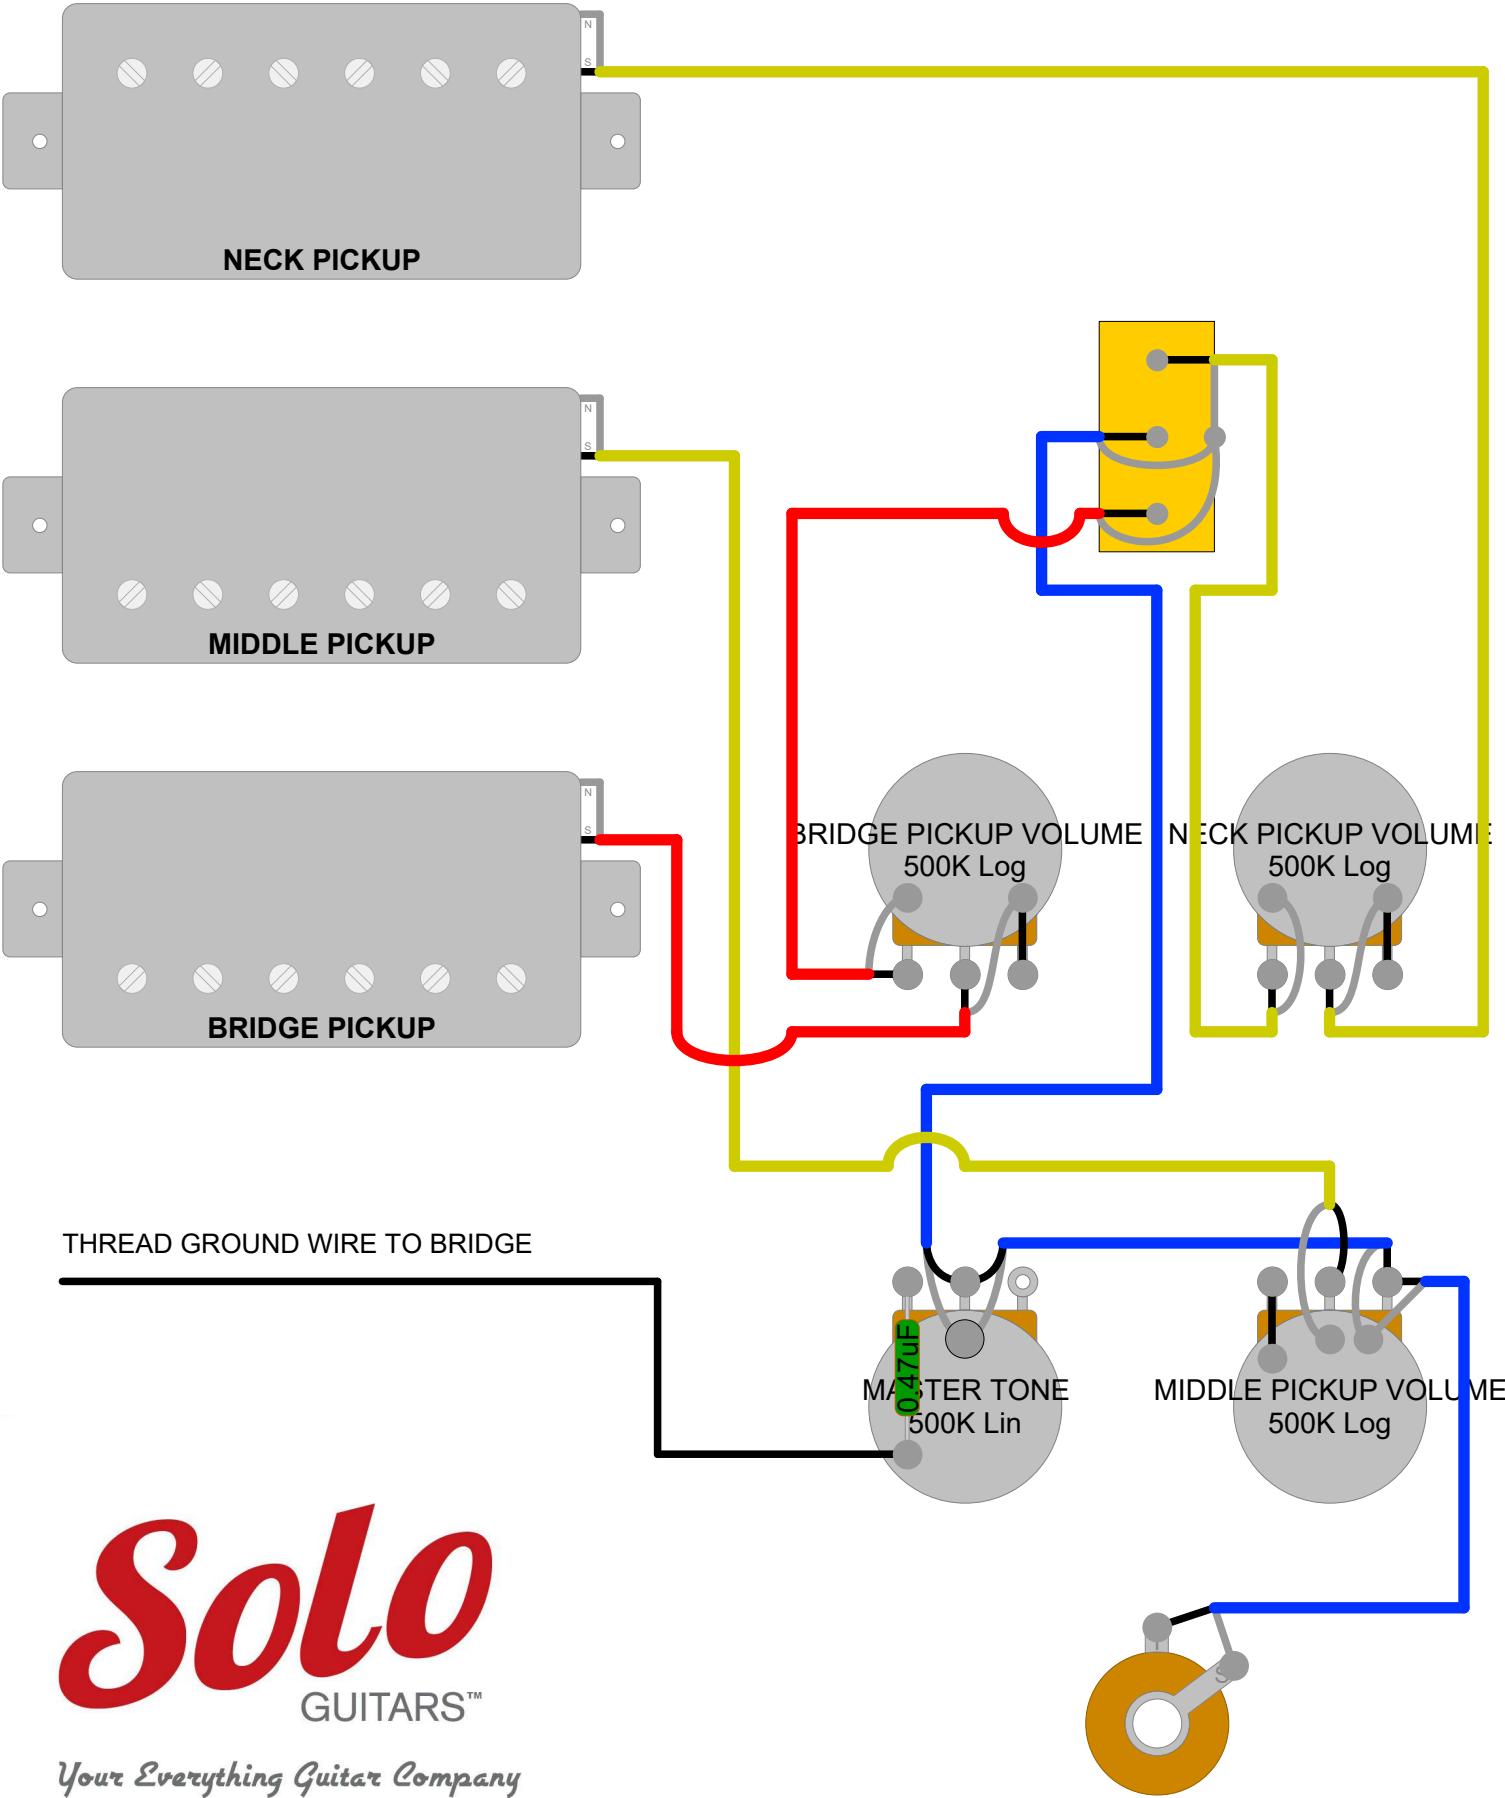 N
S
NECK PICKUP
N
S
MIDDLE PICKUP
N
S
BRIDGE PICKUP
BRIDGE PICKUP VOLUME
500K Log
NECK PICKUP VOLUME
500K Log
THREAD GROUND WIRE TO BRIDGE
0.47uF
MASTER TONE
500K Lin
MIDDLE PICKUP VOLUME
500K Log
T
S
Solo
GUITARS™
Your Everything Guitar Company